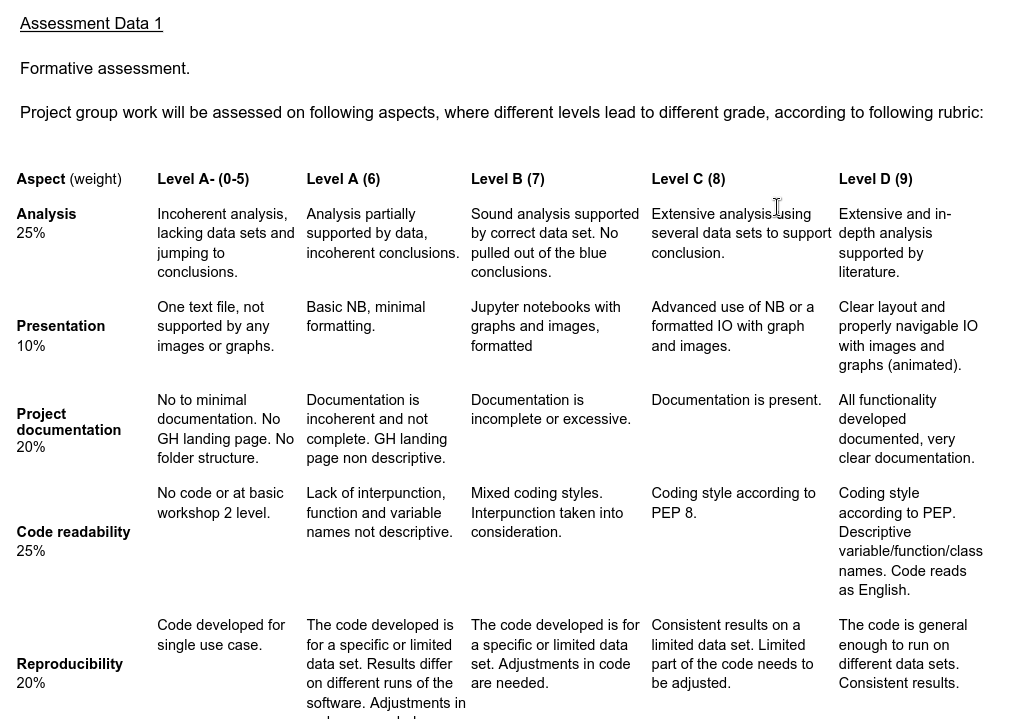 Assessment Data 1
Formative assessment.
Project group work will be assessed on following aspects, where different levels lead to different grade, according to following rubric:
Aspect (weight) Level A- (0-5) Level A (6) Level B (7) Level C (8) Level D (9)
Analysis
25%
Incoherent analysis,
lacking data sets and
jumping to
conclusions.
Analysis partially
supported by data,
incoherent conclusions.
Sound analysis supported
by correct data set. No
pulled out of the blue
conclusions.
Extensive analysis using
several data sets to support
conclusion.
Extensive and in-
depth analysis
supported by
literature.
Presentation
10%
One text file, not
supported by any
images or graphs.
Basic NB, minimal
formatting.
Jupyter notebooks with
graphs and images,
formatted
Advanced use of NB or a
formatted IO with graph
and images.
Clear layout and
properly navigable IO
with images and
graphs (animated).
Project
documentation
20%
No to minimal
documentation. No
GH landing page. No
folder structure.
Documentation is
incoherent and not
complete. GH landing
page non descriptive.
Documentation is
incomplete or excessive.
Documentation is present.
All functionality
developed
documented, very
clear documentation.
Code readability
25%
No code or at basic
workshop 2 level.
Lack of interpunction,
function and variable
names not descriptive.
Mixed coding styles.
Interpunction taken into
consideration.
Coding style according to
PEP 8.
Coding style
according to PEP.
Descriptive
variable/function/class
names. Code reads
as English.
Reproducibility
20%
Code developed for
single use case.
The code developed is
for a specific or limited
data set. Results differ
on different runs of the
software. Adjustments in
The code developed is for
a specific or limited data
set. Adjustments in code
are needed.
Consistent results on a
limited data set. Limited
part of the code needs to
be adjusted.
The code is general
enough to run on
different data sets.
Consistent results.